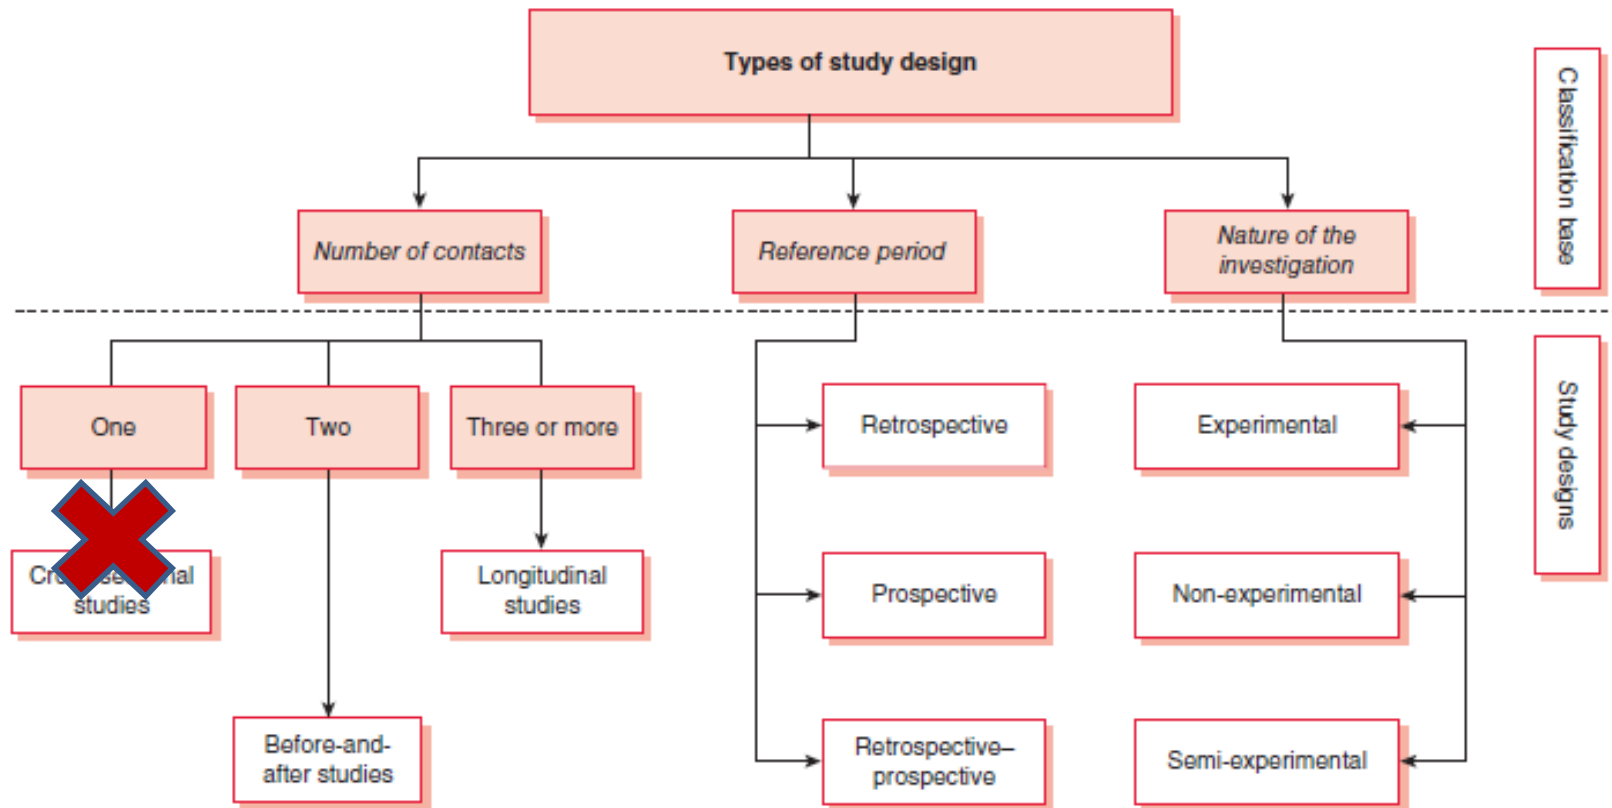 Types of study design
Classification base
Number of contacts
Reference period
Nature of the
investigation
Study designs
One
Two
Three or more
Retrospective
Experimental
studies
Longitudinal
studies
Prospective
Non-experimental
Before-and-
after studies
Retrospective–
prospective
Semi-experimental